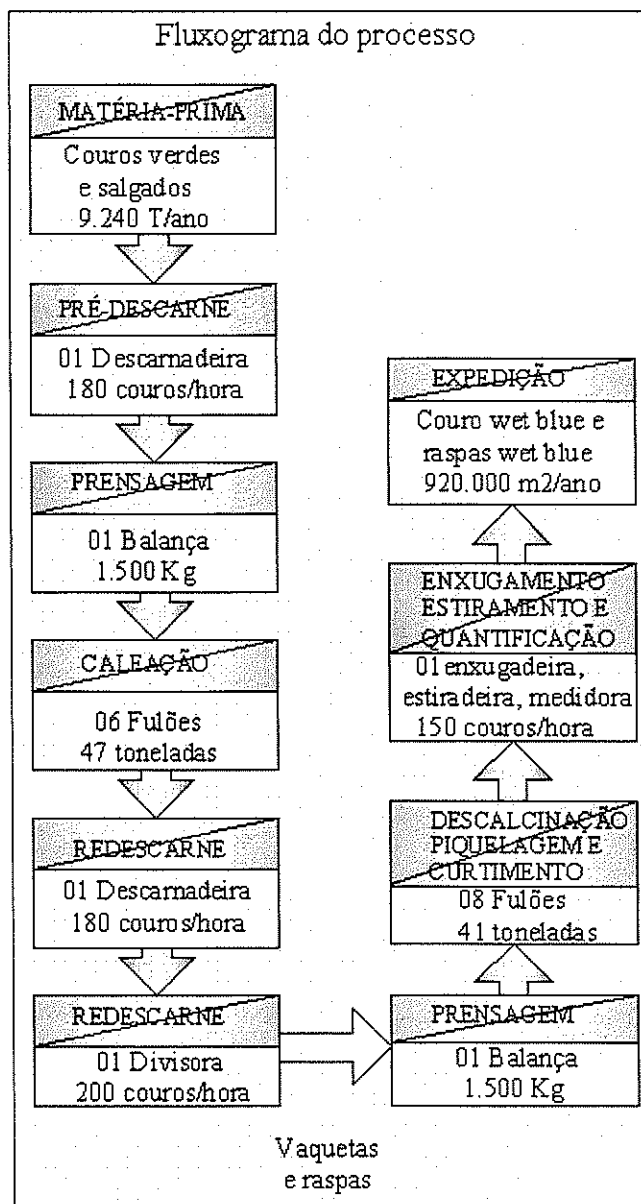 Fluxograma do processo
MATÉRIA-PRIMA
Couros verdes
e salgados
9.240 T/ano
PRÉ-DESCARNE
01 Descarnadeira
180 couros/hora
PRENSAGEM
01 Balança
1.500 Kg
CALEAÇÃO
06 Fulões
47 toneladas
REDESCARNE
01 Descarnadeira
180 couros/hora
REDESCARNE
01 Divisora
200 couros/hora
Vaquetas
e raspas
PRENSAGEM
01 Balança
1.500 Kg
DESCALCINAÇÃO
PIQUELAGEM E
CURTIMENTO
08 Fulões
41 toneladas
ENXUGAMENTO
ESTIRAMENTO E
QUANTIFICAÇÃO
01enxugadeira,
estiradeira, medidora
150 couros/hora
EXPEDIÇÃO
Couro wet blue e
raspas wet blue
920.000 m2/ano